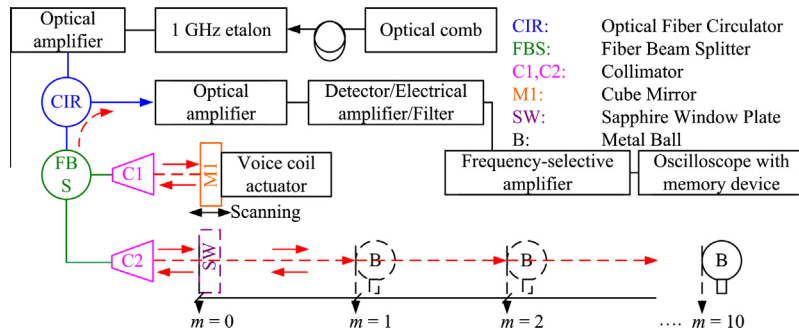 Optical amplifier
1 GHz etalon
Optical comb
CIR: Optical Fiber Circulator
FBS: Fiber Beam Splitter
C1,C2: Collimator
M1: Cube Mirror
SW: Sapphire Window Plate
B: Metal Ball
CIR
Optical amplifier
Detector/Electrical amplifier/Filter
Frequency-selective amplifier
Oscilloscope with memory device
FB S
C1
M1
Voice coil actuator
Scanning
C2
SW
B
B
B
m = 0
m = 1
m = 2
.... m = 10